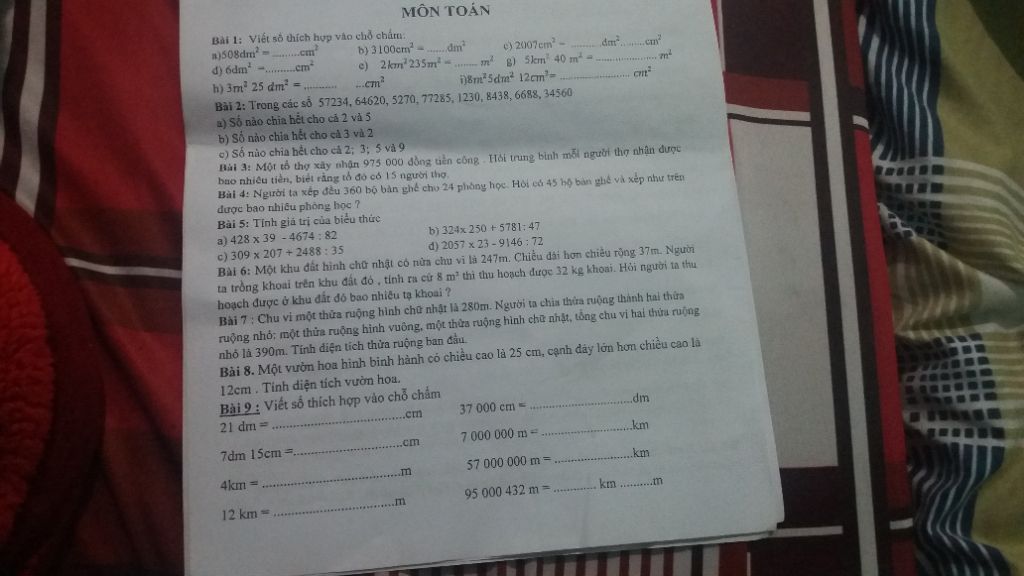 MÔN TOÁN
Bài 1: Viết số thích hợp vào chỗ chấm:
a)508dm² = .........cm² b) 3100cm² = .......dm² c) 2007cm² = ..........dm².........cm²
d) 6dm² =..........cm² e) 2km²235m² = ........ m² g) 5km² 40 m² = .................... m²
h) 3m² 25 dm² = ........... ...cm² i)8m²5dm² 12cm²= ....................... cm²
Bài 2: Trong các số 57234, 64620, 5270, 77285, 1230, 8438, 6688, 34560
a) Số nào chia hết cho cả 2 và 5
b) Số nào chia hết cho cả 3 và 2
c) Số nào chia hết cho cả 2; 3; 5 và 9
Bài 3: Một tổ thợ xây nhận 975 000 đồng tiền công . Hỏi trung bình mỗi người thợ nhận được
bao nhiêu tiền, biết rằng tổ đó có 15 người thợ.
Bài 4: Người ta xếp đều 360 bộ bàn ghế cho 24 phòng học. Hỏi có 45 bộ bàn ghế và xếp như trên
được bao nhiêu phòng học ?
Bài 5: Tính giá trị của biểu thức
a) 428 x 39 - 4674 : 82 b) 324x 250 + 5781: 47
c) 309 x 207 + 2488 : 35 d) 2057 x 23 - 9146 : 72
Bài 6: Một khu đất hình chữ nhật có nửa chu vi là 247m. Chiều dài hơn chiều rộng 37m. Người
ta trồng khoai trên khu đất đó , tính ra cứ 8 m² thì thu hoạch được 32 kg khoai. Hỏi người ta thu
hoạch được ở khu đất đó bao nhiêu tạ khoai ?
Bài 7 : Chu vi một thửa ruộng hình chữ nhật là 280m. Người ta chia thửa ruộng thành hai thửa
ruộng nhỏ: một thửa ruộng hình vuông, một thửa ruộng hình chữ nhật, tổng chu vi hai thửa ruộng
nhỏ là 390m. Tính diện tích thửa ruộng ban đầu.
Bài 8. Một vườn hoa hình bình hành có chiều cao là 25 cm, cạnh đáy lớn hơn chiều cao là
12cm . Tính diện tích vườn hoa.
Bài 9 : Viết số thích hợp vào chỗ chấm
21 dm = ...............................cm 37 000 cm = .........................dm
7dm 15cm =...........................cm 7 000 000 m = ......................km
4km = .................................m 57 000 000 m = ...................km
12 km = .............................m 95 000 432 m = ............ km .........m